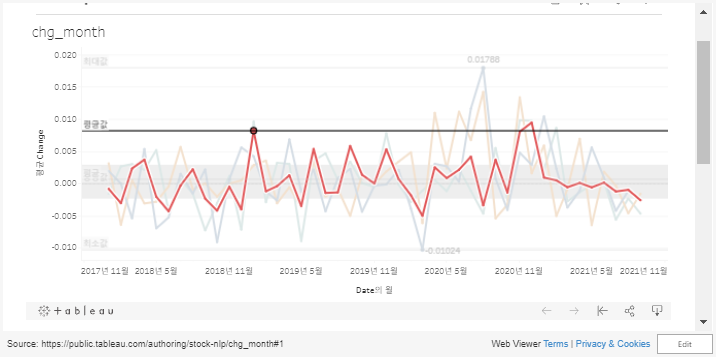 chg_month
0.020
최대값
0.01788
0.015
0.010
평균값
0.005
평균값
0.000
-0.005
최소값
-0.010
-0.01024
평균 Change
2017년 11월 2018년 5월 2018년 11월 2019년 5월 2019년 11월 2020년 5월 2020년 11월 2021년 5월 2021년 11월
Date의 월
+ a b l e a u
Source: https://public.tableau.com/authoring/stock-nlp/chg_month#1
Web Viewer Terms | Privacy & Cookies
Edit